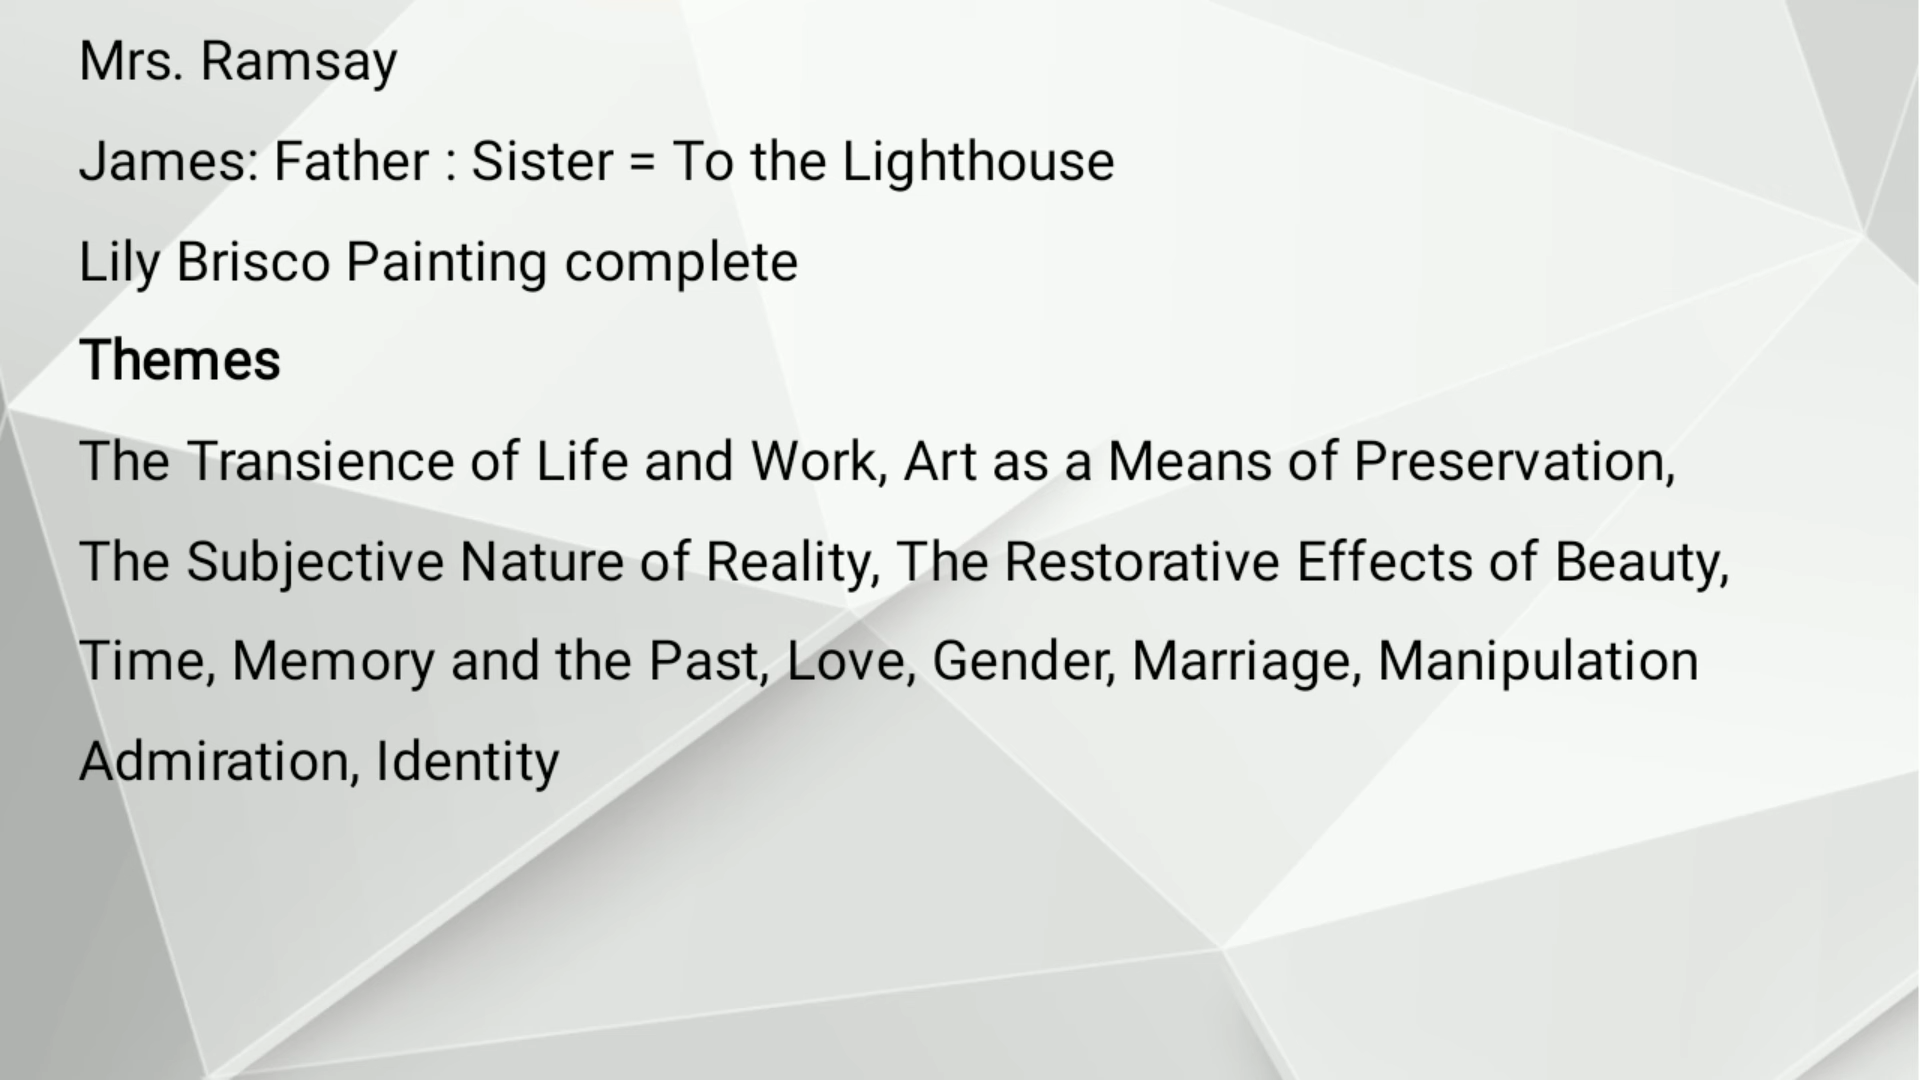 Mrs. Ramsay
James: Father : Sister = To the Lighthouse
Lily Brisco Painting complete
Themes
The Transience of Life and Work, Art as a Means of Preservation,
The Subjective Nature of Reality, The Restorative Effects of Beauty,
Time, Memory and the Past, Love, Gender, Marriage, Manipulation
Admiration, Identity